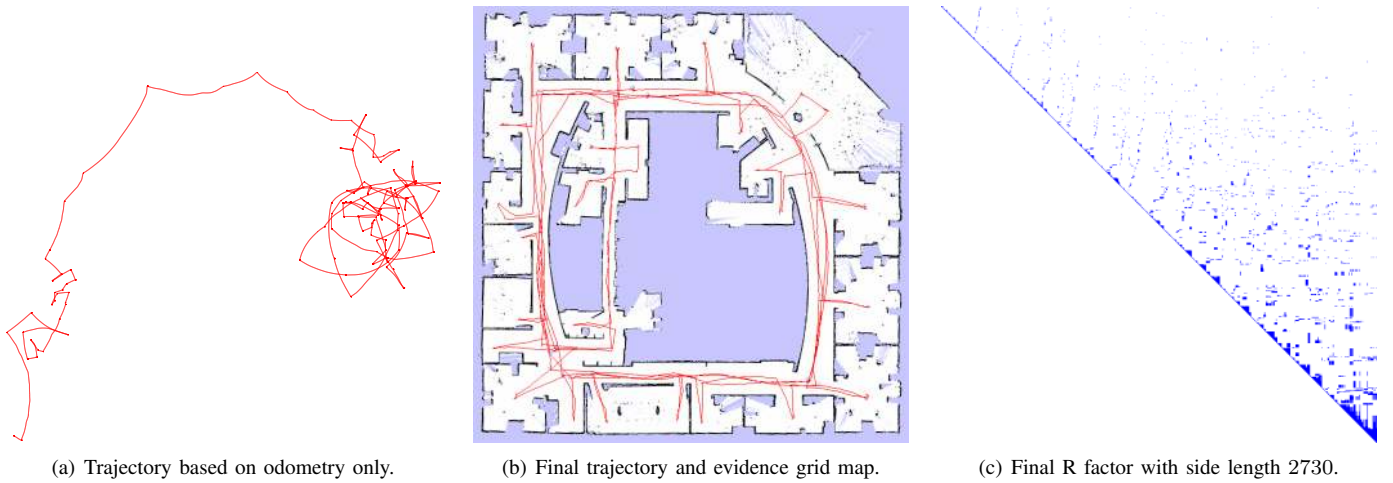 (a) Trajectory based on odometry only.
(b) Final trajectory and evidence grid map.
(c) Final R factor with side length 2730.